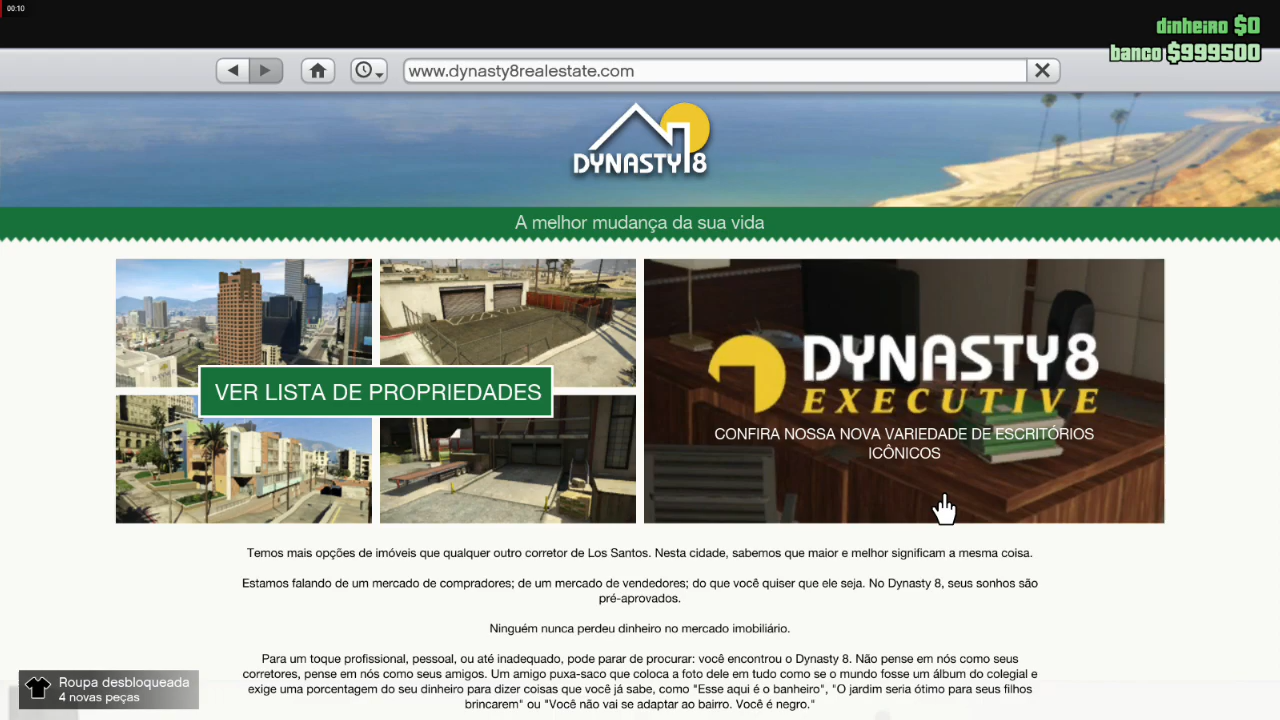 00:10
dinheiro $0
banco $999500
www.dynasty8realestate.com
DYNASTY 8
A melhor mudança da sua vida
VER LISTA DE PROPRIEDADES
DYNASTY 8
EXECUTIVE
CONFIRA NOSSA NOVA VARIEDADE DE ESCRITÓRIOS
ICÔNICOS
Temos mais opções de imóveis que qualquer outro corretor de Los Santos. Nesta cidade, sabemos que maior e melhor significam a mesma coisa.
Estamos falando de um mercado de compradores; de um mercado de vendedores; do que você quiser que ele seja. No Dynasty 8, seus sonhos são
pré-aprovados.
Ninguém nunca perdeu dinheiro no mercado imobiliário.
Para um toque profissional, pessoal, ou até inadequado, pode parar de procurar: você encontrou o Dynasty 8. Não pense em nós como seus
corretores, pense em nós como seus amigos. Um amigo puxa-saco que coloca a foto dele em tudo como se o mundo fosse um álbum do colegial e
exige uma porcentagem do seu dinheiro para dizer coisas que você já sabe, como "Esse aqui é o banheiro", "O jardim seria ótimo para seus filhos
brincarem" ou "Você não vai se adaptar ao bairro. Você é negro."
Roupa desbloqueada
4 novas peças